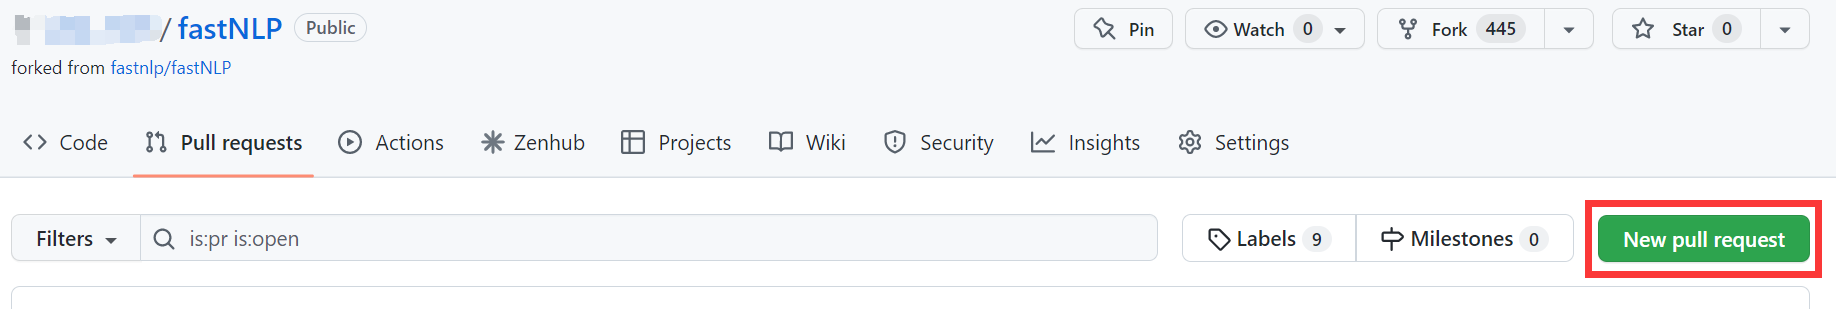 / fastNLP Public Pin Watch 0 Fork 445 Star 0
forked from fastnlp/fastNLP
Code Pull requests Actions Zenhub Projects Wiki Security Insights Settings
Filters is:pr is:open Labels 9 Milestones 0 New pull request